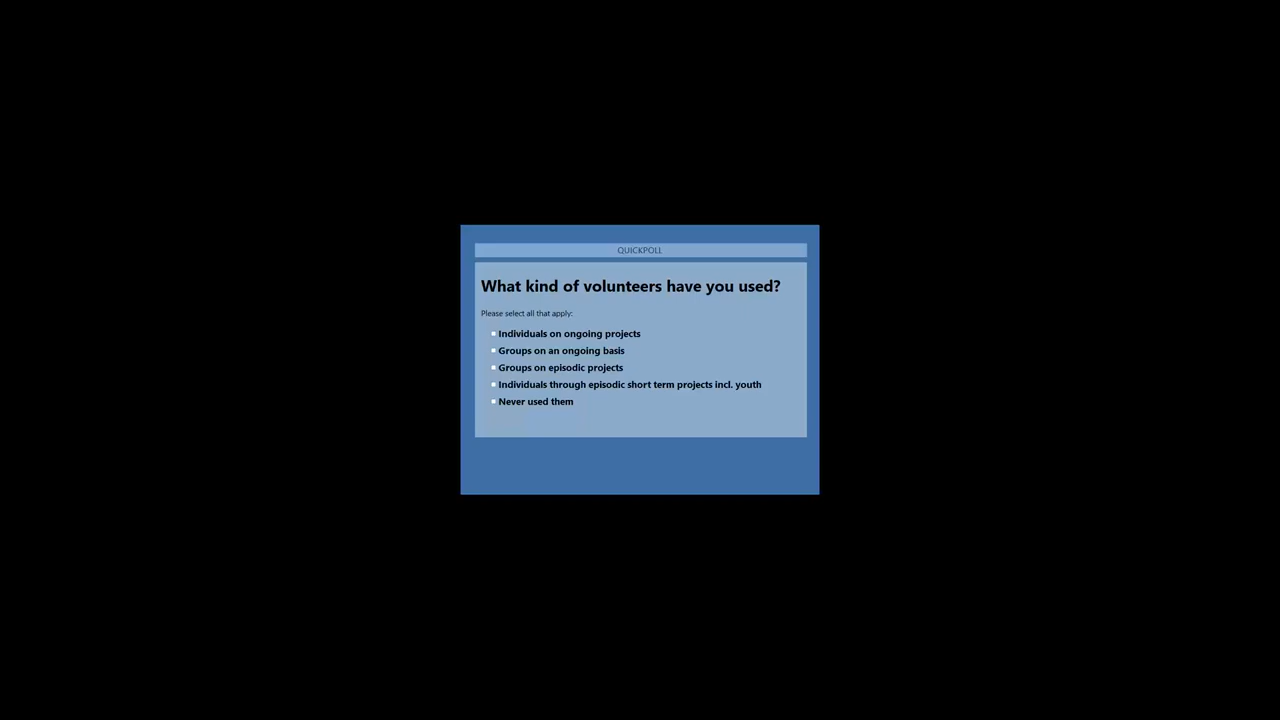 QUICKPOLL
What kind of volunteers have you used?
Please select all that apply:
Individuals on ongoing projects
Groups on an ongoing basis
Groups on episodic projects
Individuals through episodic short term projects incl. youth
Never used them